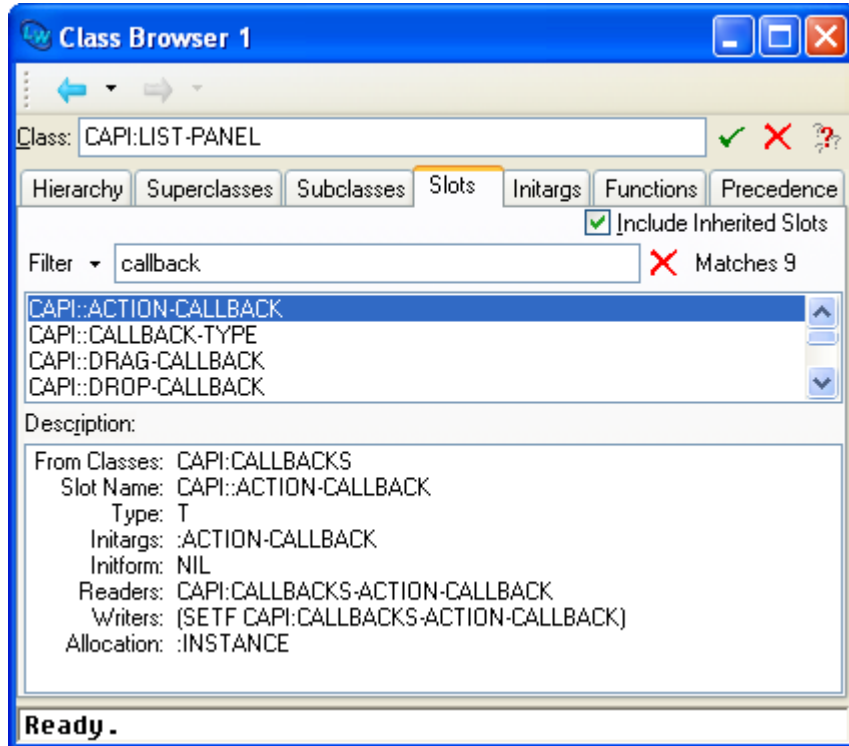 Class Browser 1
Class: CAPI:LIST-PANEL
Hierarchy Superclasses Subclasses Slots Initargs Functions Precedence
Include Inherited Slots
Filter callback Matches 9
CAPI::ACTION-CALLBACK
CAPI::CALLBACK-TYPE
CAPI::DRAG-CALLBACK
CAPI::DROP-CALLBACK
Description:
From Classes: CAPI:CALLBACKS
Slot Name: CAPI::ACTION-CALLBACK
Type: T
Initargs: :ACTION-CALLBACK
Initform: NIL
Readers: CAPI:CALLBACKS-ACTION-CALLBACK
Writers: (SETF CAPI:CALLBACKS-ACTION-CALLBACK)
Allocation: :INSTANCE
Ready.